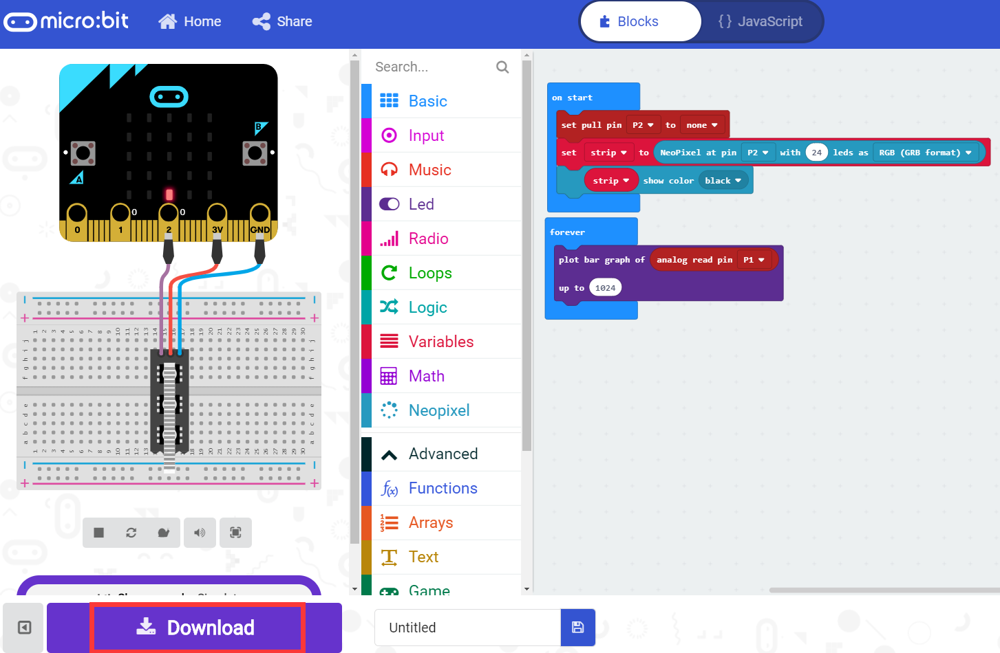 micro:bit
Home
Share
Blocks
{ } JavaScript
B
A
0
0
0
1
2
3V
GND
Search...
Basic
Input
Music
Led
Radio
Loops
Logic
Variables
Math
Neopixel
Advanced
f(x) Functions
Arrays
Text
Game
on start
set pull pin P2 to none
set strip to NeoPixel at pin P2 with 24 leds as RGB (GRB format)
strip show color black
forever
plot bar graph of analog read pin P1
up to 1024
Download
Untitled